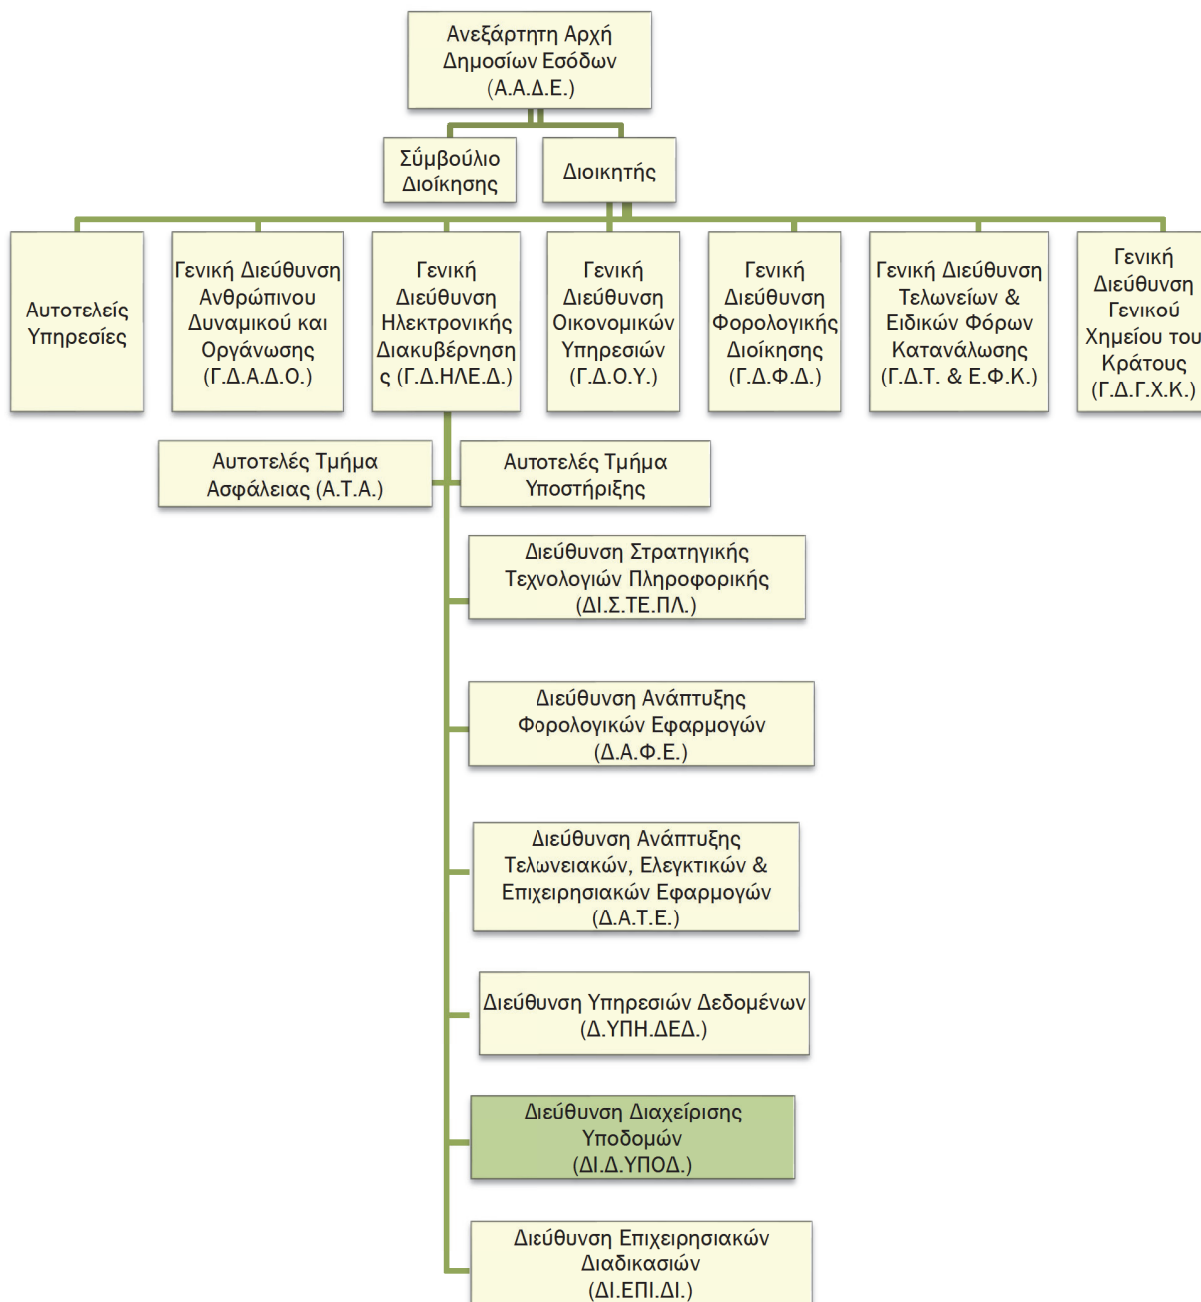 Ανεξάρτητη Αρχή
Δημοσίων Εσόδων
(Α.Α.Δ.Ε.)
Σΰμβούλιο
Διοίκησης
Διοικητής
Αυτοτελείς
Υπηρεσίες
Γενική Διεύθυνση
Ανθρώπινου
Δυναμικού και
Οργάνωσης
(Γ.Δ.Α.Δ.Ο.)
Γενική
Διεύθυνση
Ηλεκτρονικής
Διακυβέρνηση
ς (Γ.Δ.ΗΛΕ.Δ.)
Γενική
Διεύθυνση
Οικονομικών
Υπηρεσιών
(Γ.Δ.Ο.Υ.)
Γενική
Διεύθυνση
Φορολογικής
Διοίκησης
(Γ.Δ.Φ.Δ.)
Γενική Διεύθυνση
Τελωνείων &
Ειδικών Φόρων
Κατανάλωσης
(Γ.Δ.Τ. & Ε.Φ.Κ.)
Γενική
Διεύθυνση
Γενικού
Χημείου του
Κράτους
(Γ.Δ.Γ.Χ.Κ.)
Αυτοτελές Τμήμα
Ασφάλειας (Α.Τ.Α.)
Αυτοτελές Τμήμα
Υποστήριξης
Διεύθυνση Στρατηγικής
Τεχνολογιών Πληροφορικής
(ΔΙ.Σ.ΤΕ.ΠΛ.)
Διεύθυνση Ανάπτυξης
Φορολογικών Εφαρμογών
(Δ.Α.Φ.Ε.)
Διεύθυνση Ανάπτυξης
Τελωνειακών, Ελεγκτικών &
Επιχειρησιακών Εφαρμογών
(Δ.Α.Τ.Ε.)
Διεύθυνση Υπηρεσιών Δεδομένων
(Δ.ΥΠΗ.ΔΕΔ.)
Διεύθυνση Διαχείρισης
Υποδομών
(ΔΙ.Δ.ΥΠΟΔ.)
Διεύθυνση Επιχειρησιακών
Διαδικασιών
(ΔΙ.ΕΠΙ.ΔΙ.)